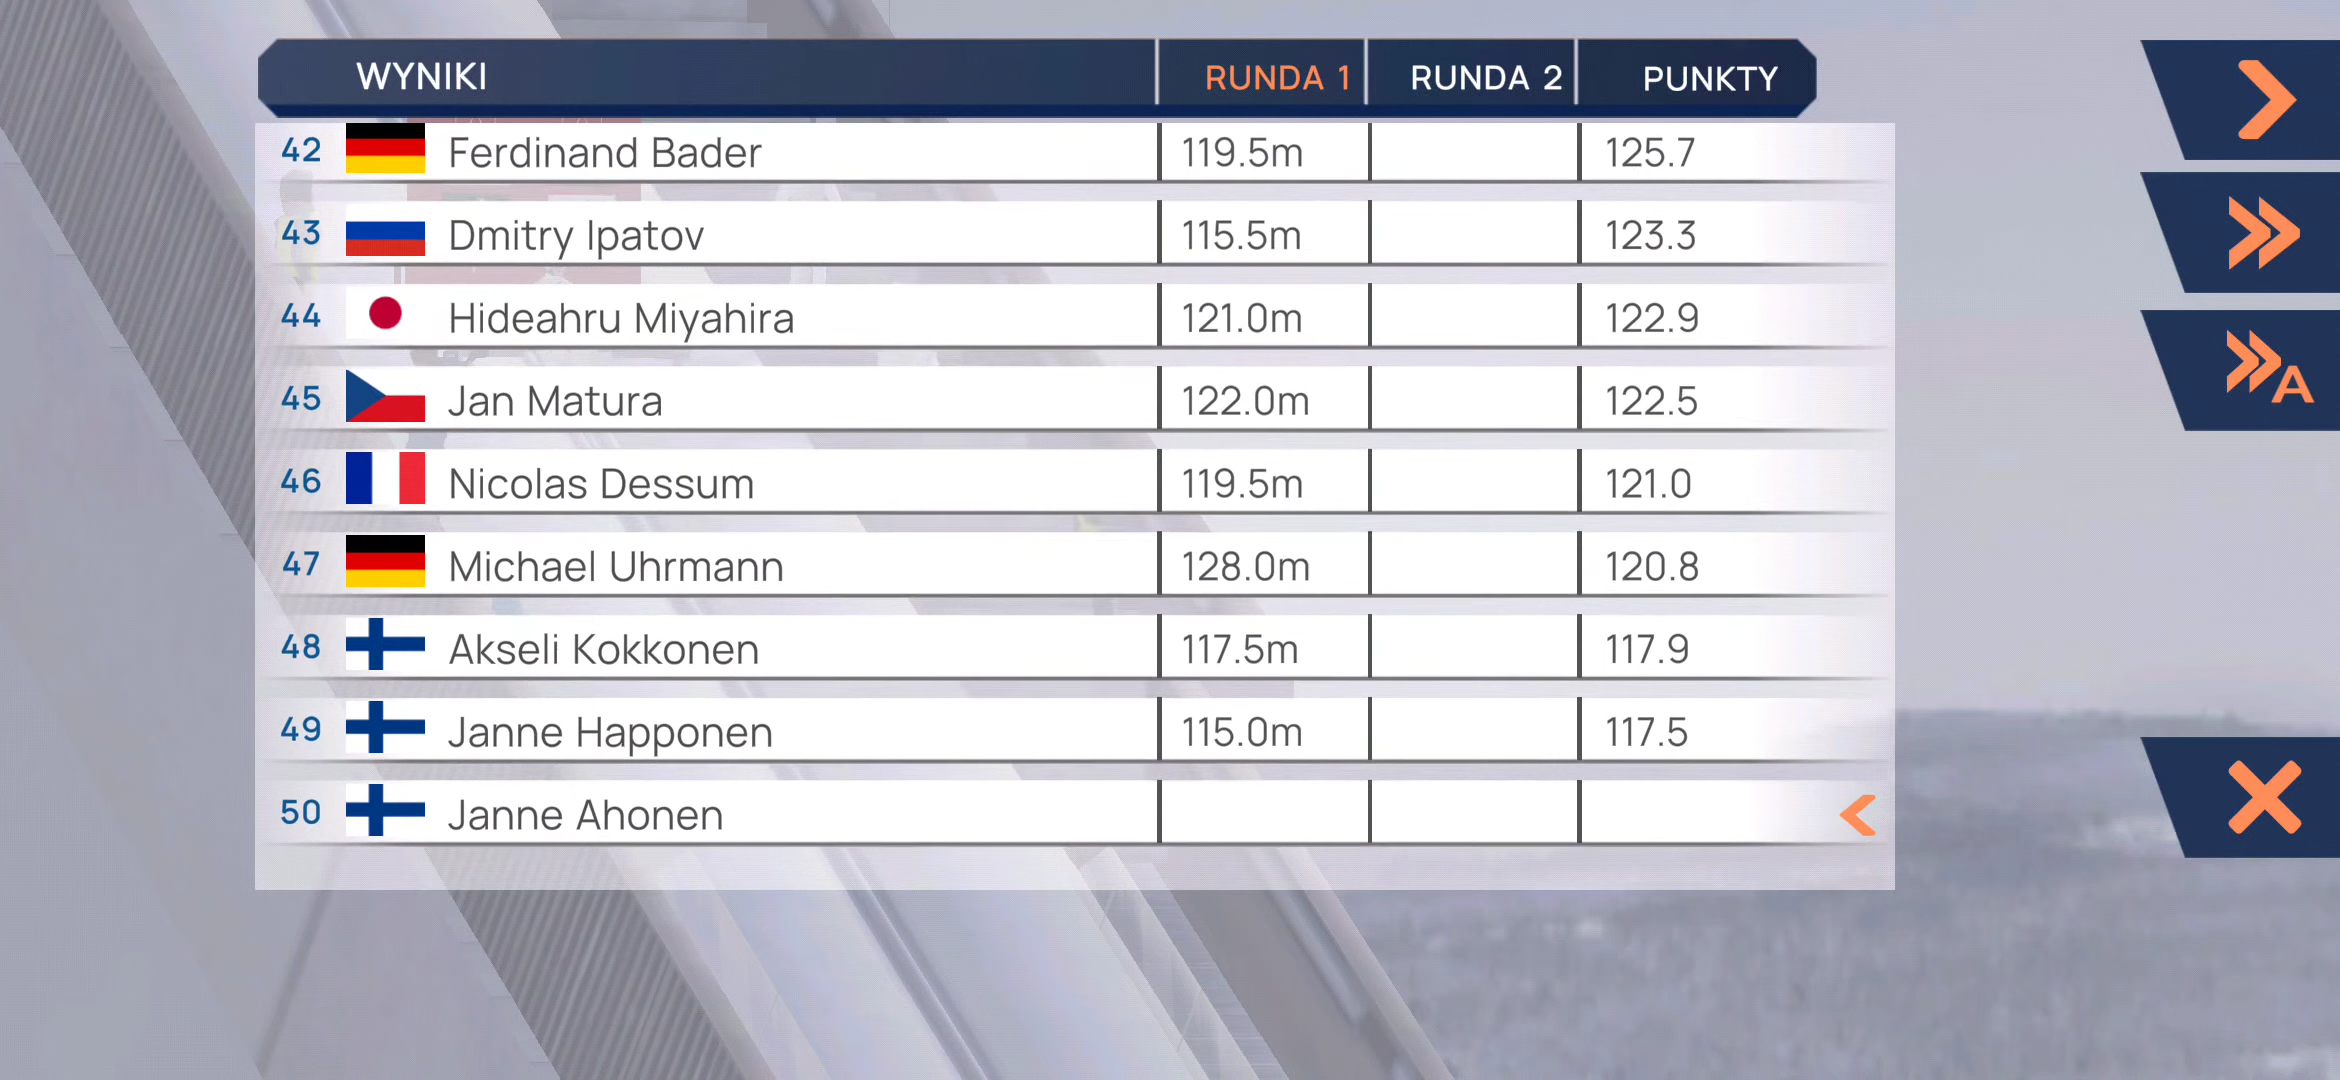 WYNIKI RUNDA 1 RUNDA 2 PUNKTY
42 Ferdinand Bader 119.5m 125.7
43 Dmitry Ipatov 115.5m 123.3
44 Hideahru Miyahira 121.0m 122.9
45 Jan Matura 122.0m 122.5
46 Nicolas Dessum 119.5m 121.0
47 Michael Uhrmann 128.0m 120.8
48 Akseli Kokkonen 117.5m 117.9
49 Janne Happonen 115.0m 117.5
50 Janne Ahonen
A